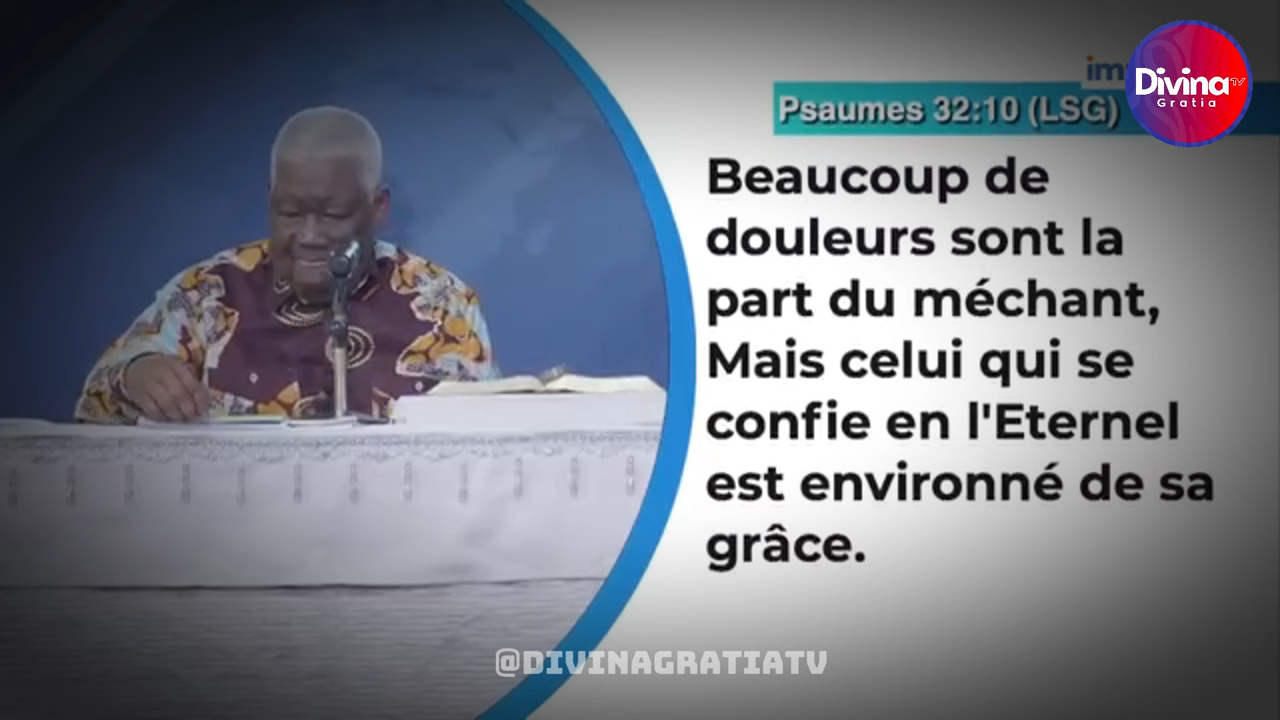 Divina TV
Gratia
Psaumes 32:10 (LSG)
Beaucoup de
douleurs sont la
part du méchant,
Mais celui qui se
confie en l'Eternel
est environné de sa
grâce.
@DIVINAGRATIATV